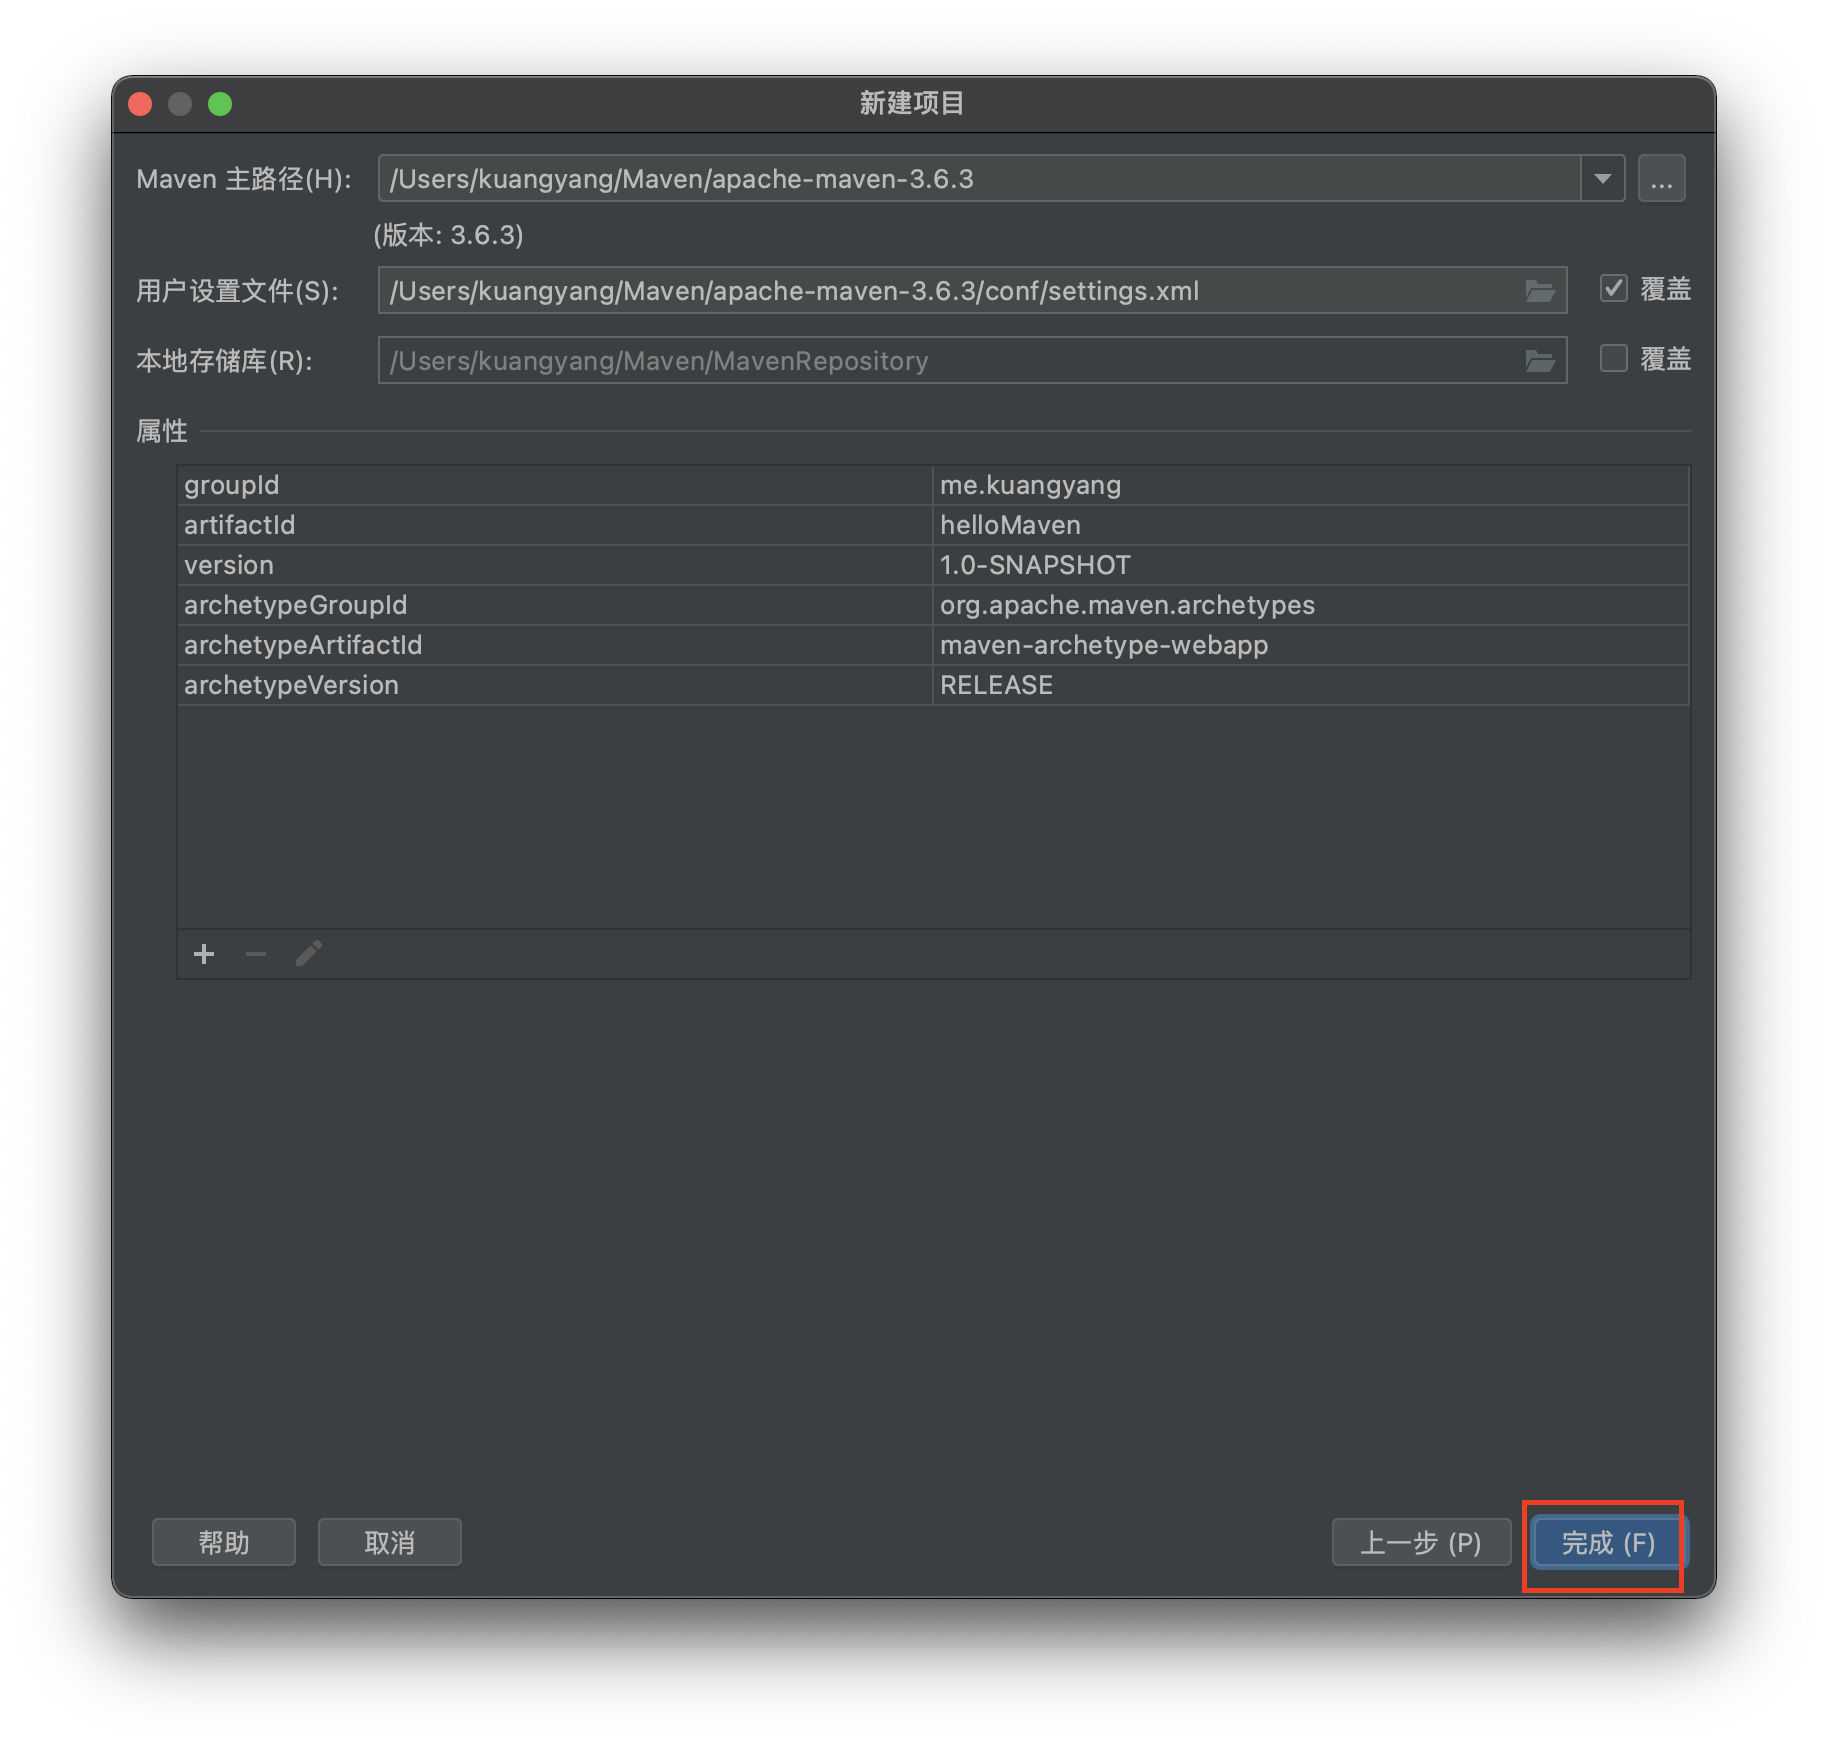 新建项目
Maven 主路径(H): /Users/kuangyang/Maven/apache-maven-3.6.3 ...
(版本: 3.6.3)
用户设置文件(S): /Users/kuangyang/Maven/apache-maven-3.6.3/conf/settings.xml 覆盖
本地存储库(R): /Users/kuangyang/Maven/MavenRepository 覆盖
属性
groupId me.kuangyang
artifactId helloMaven
version 1.0-SNAPSHOT
archetypeGroupId org.apache.maven.archetypes
archetypeArtifactId maven-archetype-webapp
archetypeVersion RELEASE
帮助 取消 上一步 (P) 完成 (F)